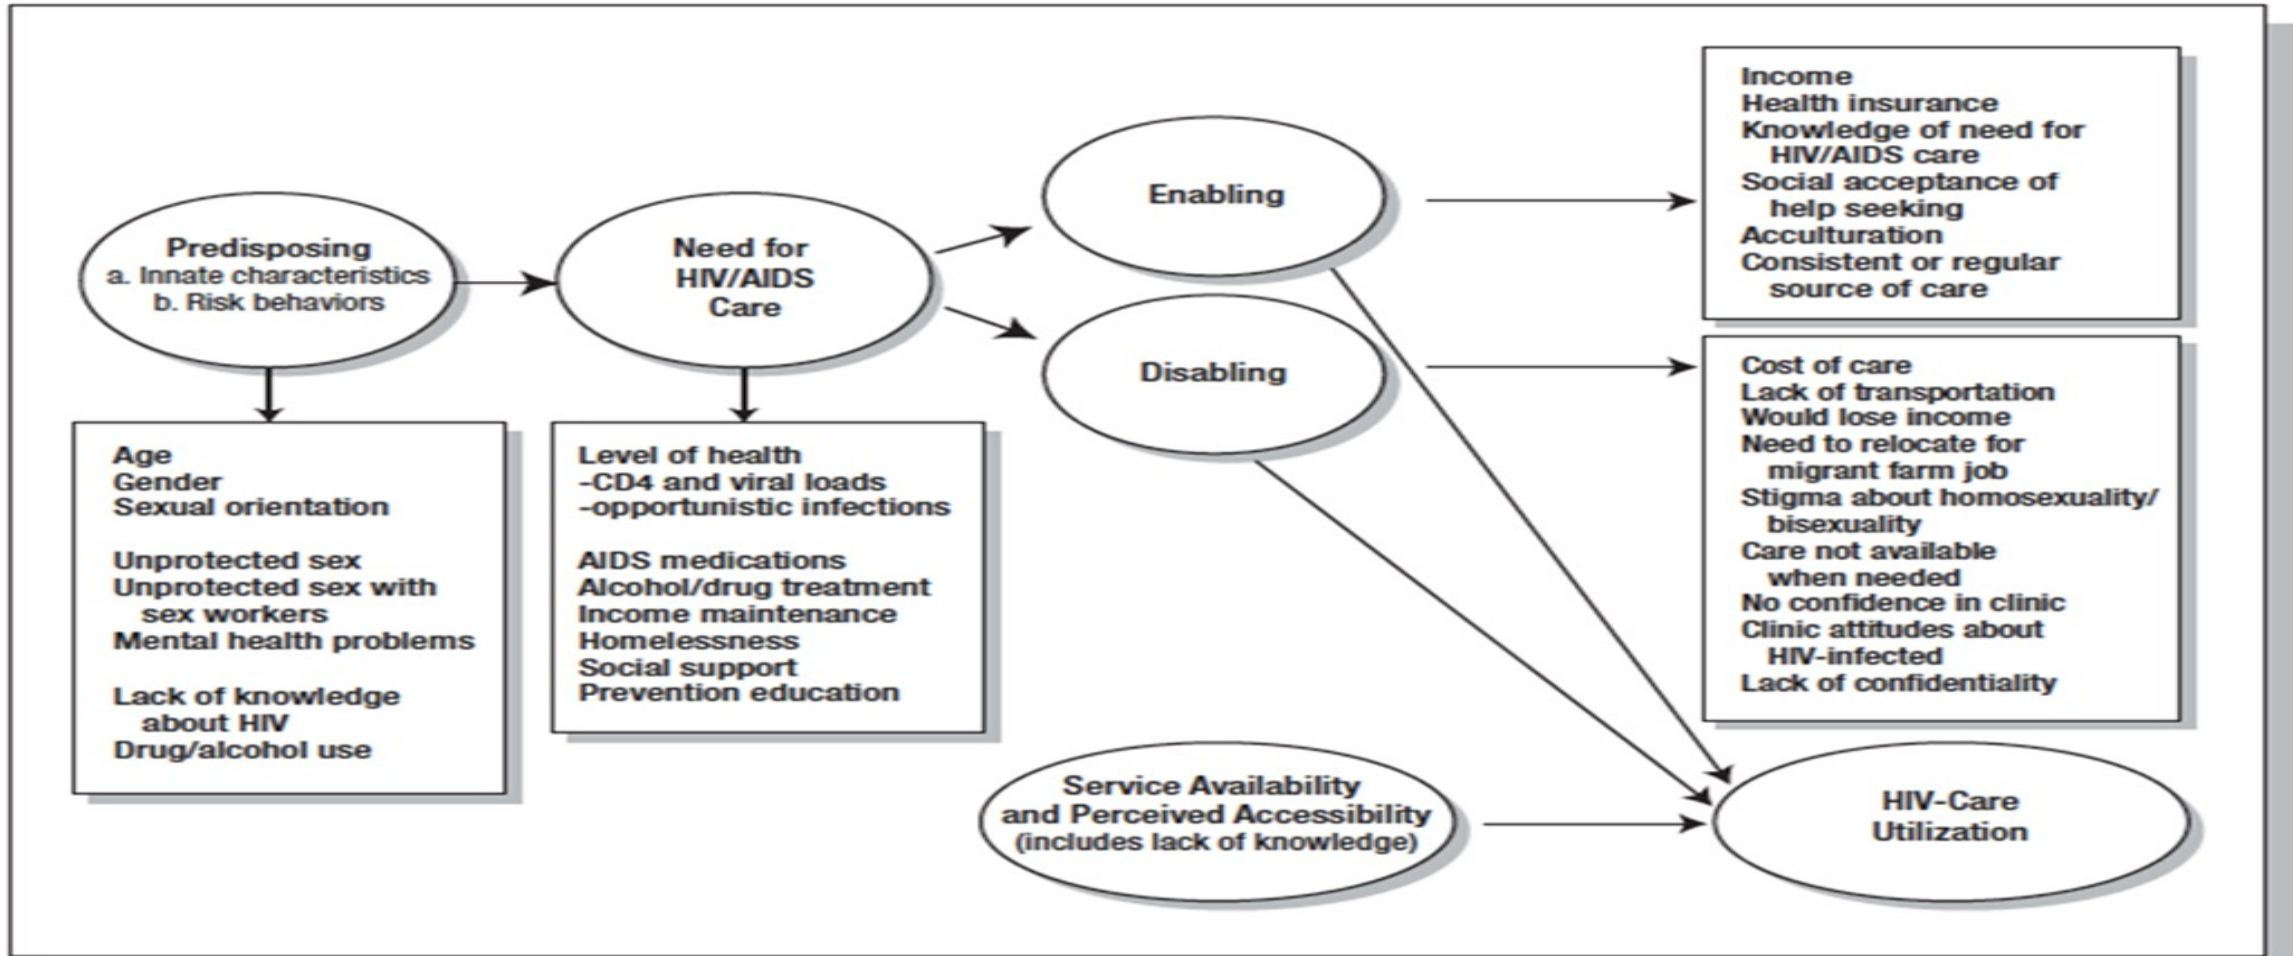 Predisposing
a. Innate characteristics
b. Risk behaviors
Need for
HIV/AIDS
Care
Enabling
Disabling
Income
Health insurance
Knowledge of need for
HIV/AIDS care
Social acceptance of
help seeking
Acculturation
Consistent or regular
source of care
Cost of care
Lack of transportation
Would lose income
Need to relocate for
migrant farm job
Stigma about homosexuality/
bisexuality
Care not available
when needed
No confidence in clinic
Clinic attitudes about
HIV-infected
Lack of confidentiality
Age
Gender
Sexual orientation
Unprotected sex
Unprotected sex with
sex workers
Mental health problems
Lack of knowledge
about HIV
Drug/alcohol use
Level of health
-CD4 and viral loads
-opportunistic infections
AIDS medications
Alcohol/drug treatment
Income maintenance
Homelessness
Social support
Prevention education
Service Availability
and Perceived Accessibility
(includes lack of knowledge)
HIV-Care
Utilization